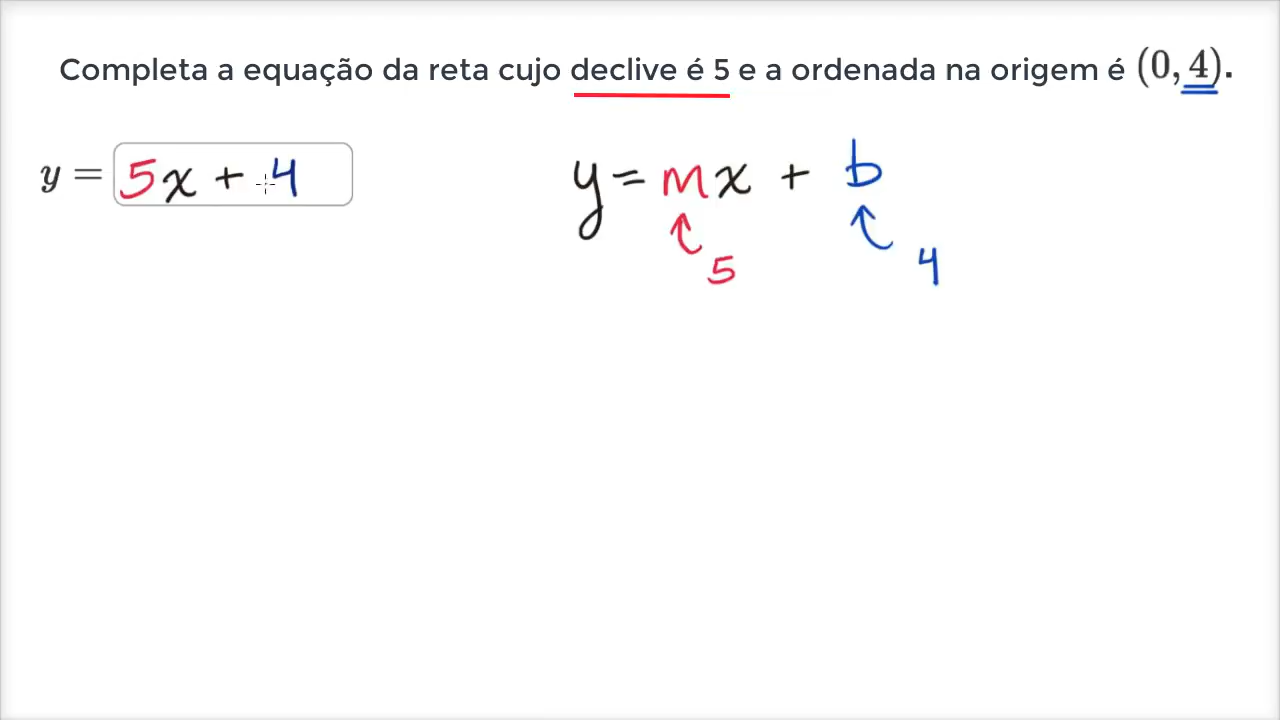 Completa a equação da reta cujo declive é 5 e a ordenada na origem é (0, 4).
y = 5x + 4
y = mx + b
5
4